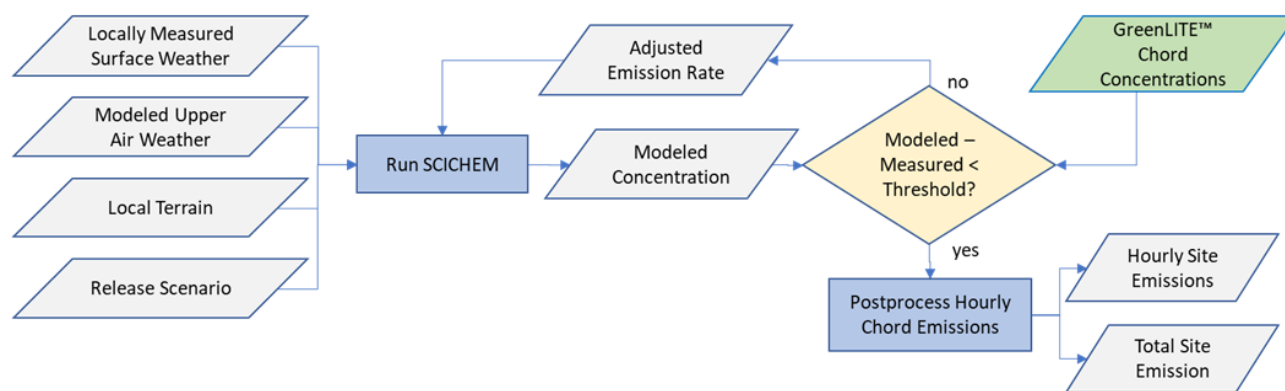 Locally Measured
Surface Weather
Modeled Upper
Air Weather
Local Terrain
Release Scenario
Run SCICHEM
Adjusted
Emission Rate
Modeled
Concentration
GreenLITE™
Chord
Concentrations
no
Modeled –
Measured <
Threshold?
yes
Postprocess Hourly
Chord Emissions
Hourly Site
Emissions
Total Site
Emission